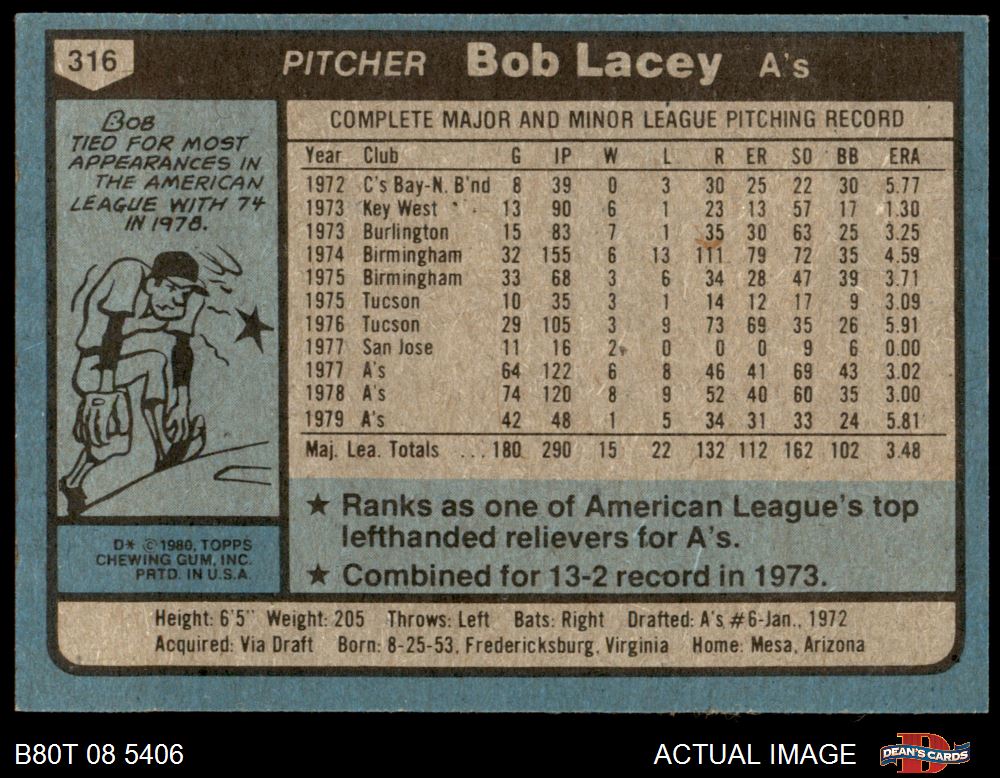 316
PITCHER Bob Lacey A's
BOB
TIED FOR MOST
APPEARANCES IN
THE AMERICAN
LEAGUE WITH 74
IN 1978.
COMPLETE MAJOR AND MINOR LEAGUE PITCHING RECORD
Year Club G IP W L R ER SO BB ERA
1972 C's Bay-N. B'nd 8 39 0 3 30 25 22 30 5.77
1973 Key West 13 90 6 1 23 13 57 17 1.30
1973 Burlington 15 83 7 1 35 30 63 25 3.25
1974 Birmingham 32 155 6 13 111 79 72 35 4.59
1975 Birmingham 33 68 3 6 34 28 47 39 3.71
1975 Tucson 10 35 3 1 14 12 17 9 3.09
1976 Tucson 29 105 3 9 73 69 35 26 5.91
1977 San Jose 11 16 2 0 0 0 9 6 0.00
1977 A's 64 122 6 8 46 41 69 43 3.02
1978 A's 74 120 8 9 52 40 60 35 3.00
1979 A's 42 48 1 5 34 31 33 24 5.81
Maj. Lea. Totals ... 180 290 15 22 132 112 162 102 3.48
★ Ranks as one of American League's top
lefthanded relievers for A's.
★ Combined for 13-2 record in 1973.
D* © 1980, TOPPS
CHEWING GUM, INC.
PRTD. IN U.S.A.
Height: 6'5" Weight: 205 Throws: Left Bats: Right Drafted: A's #6-Jan., 1972
Acquired: Via Draft Born: 8-25-53, Fredericksburg, Virginia Home: Mesa, Arizona
B80T 08 5406
ACTUAL IMAGE
DEAN'S CARDS